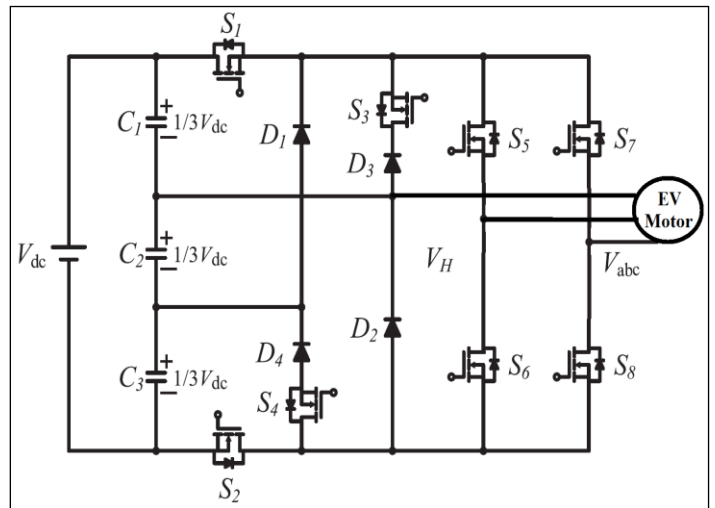 S1
S3
C1
+
1/3Vdc
−
D1
S5
S7
D3
EV
Motor
Vdc
C2
+
1/3Vdc
−
VH
Vabc
D2
D4
C3
+
1/3Vdc
−
S4
S6
S8
S2